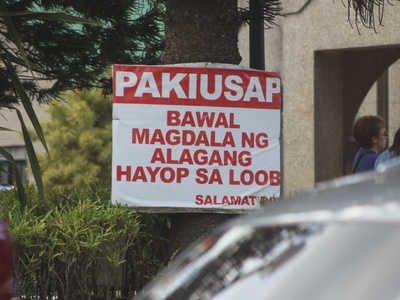 PAKIUSAP
BAWAL
MAGDALA NG
ALAGANG
HAYOP SA LOOB
SALAMAT